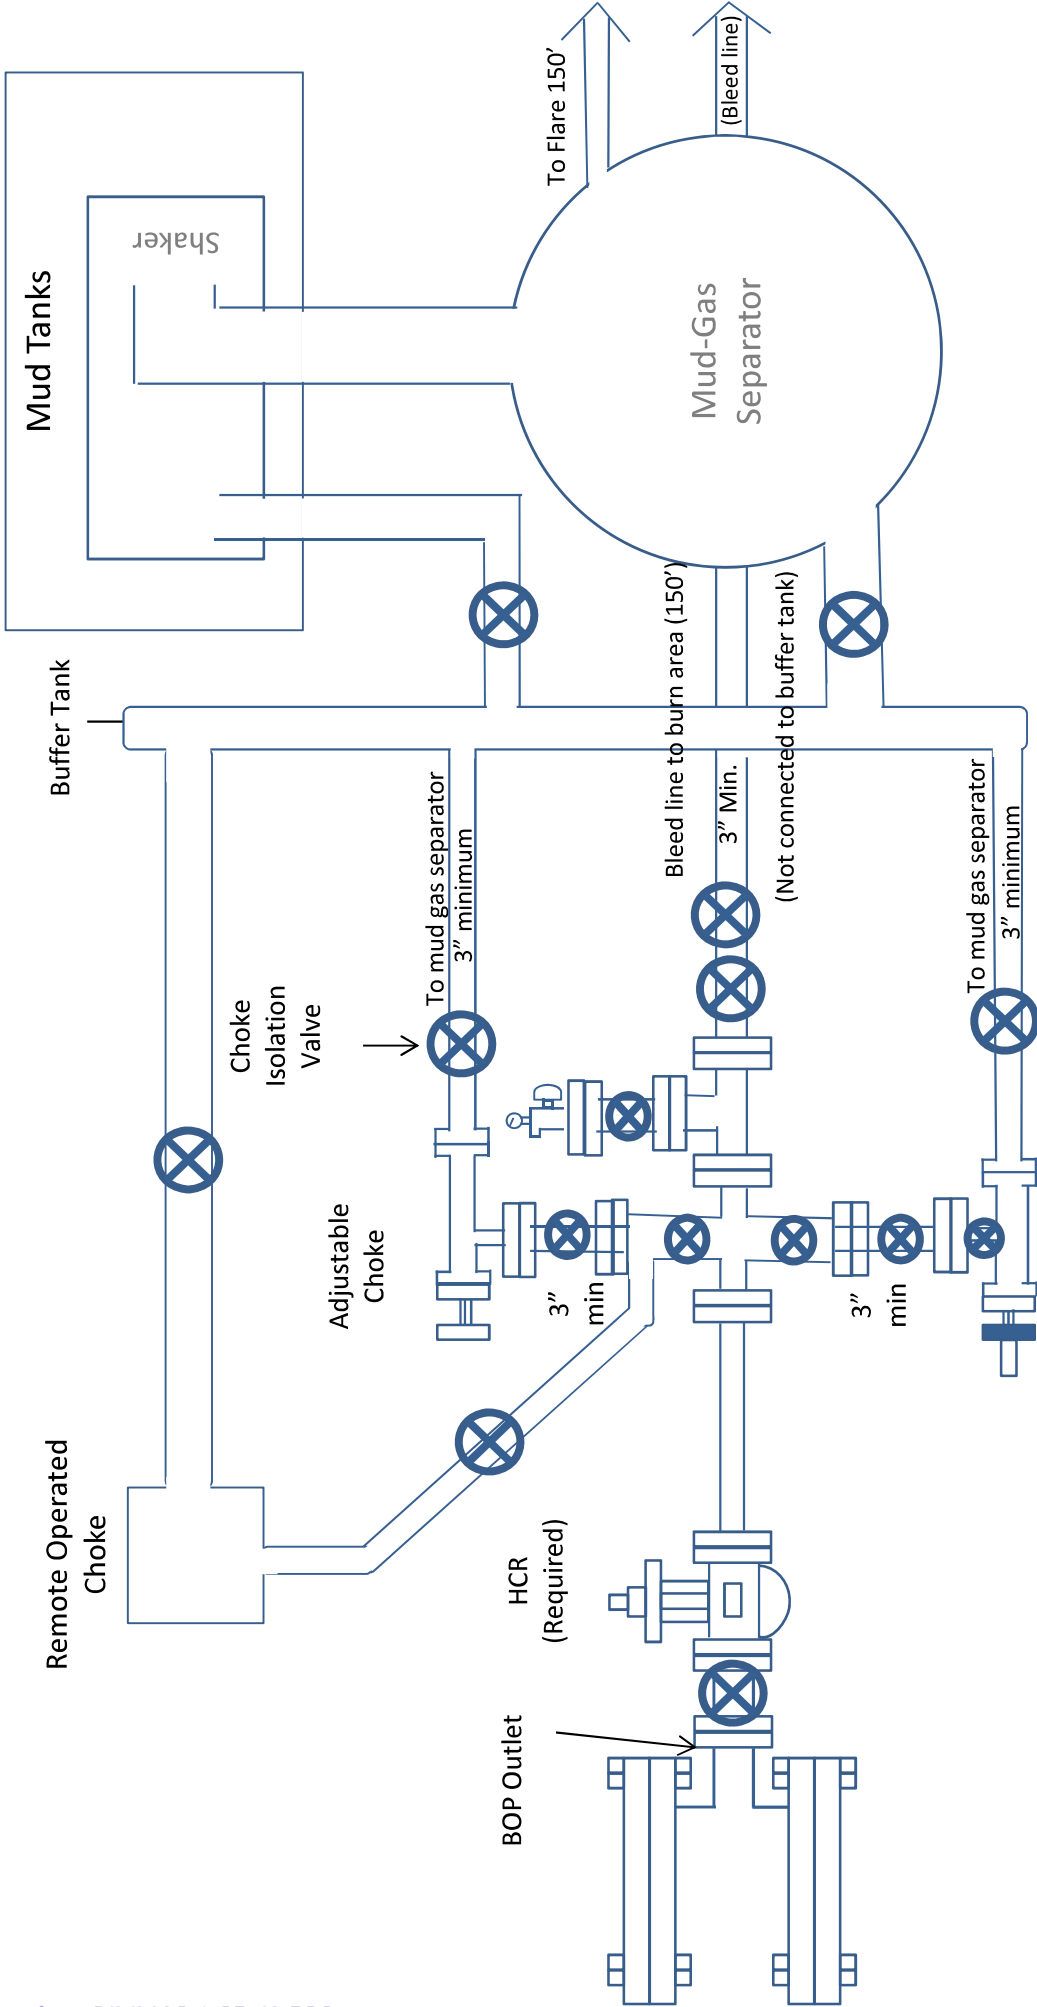 Mud Tanks
Shaker
To Flare 150’
(Bleed line)
Mud-Gas
Separator
Buffer Tank
Bleed line to burn area (150’)
3” Min.
(Not connected to buffer tank)
To mud gas separator
3” minimum
To mud gas separator
3” minimum
Choke
Isolation
Valve
Adjustable
Choke
3”
min
3”
min
Remote Operated
Choke
HCR
(Required)
BOP Outlet